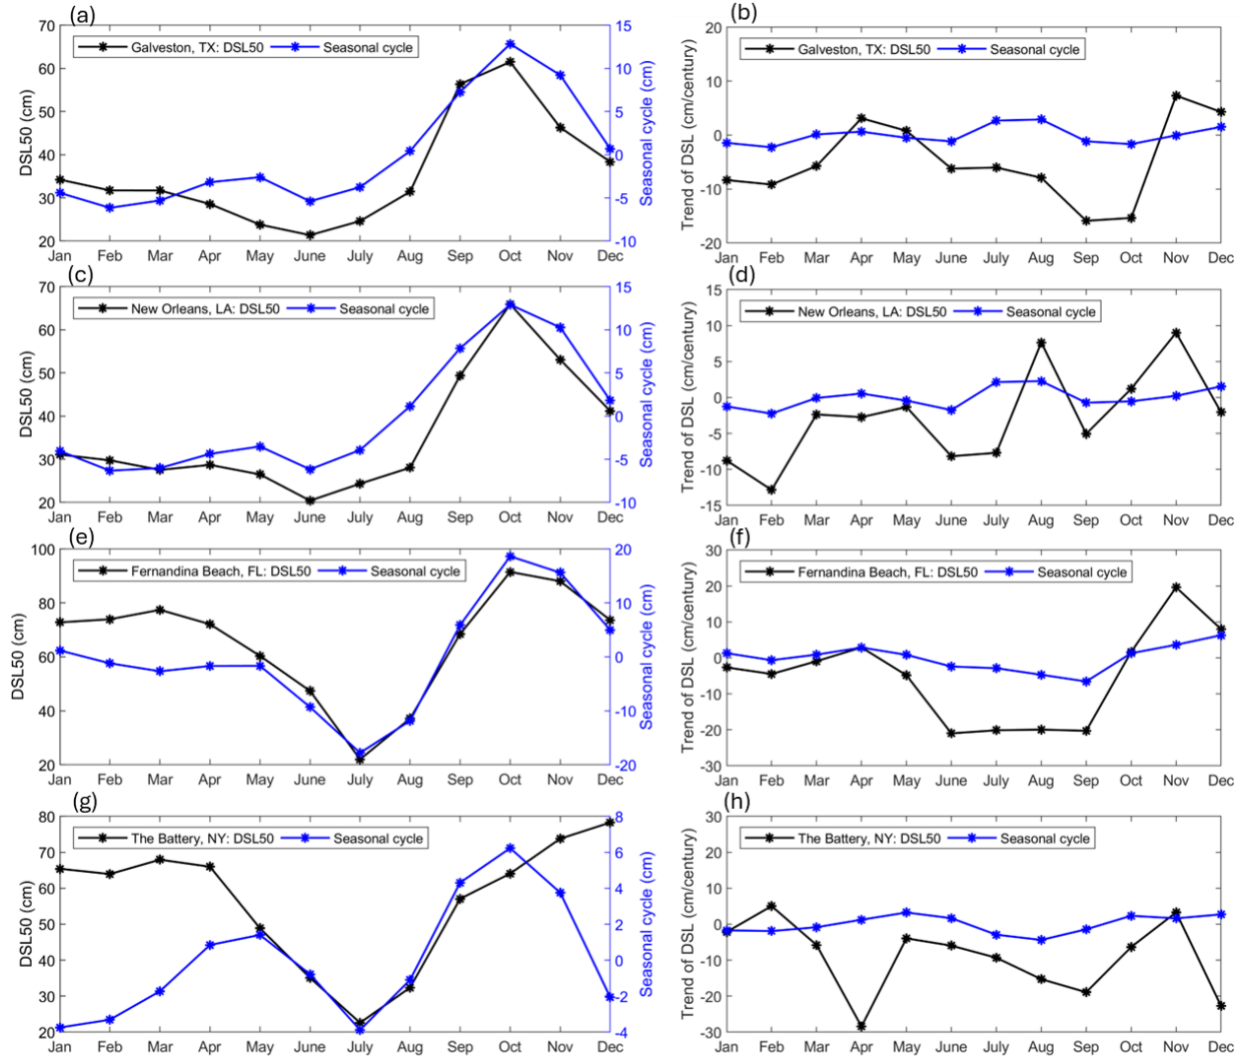 (a)
70
60
50
40
30
20
15
10
5
0
-5
-10
DSL50 (cm)
Seasonal cycle (cm)
Galveston, TX: DSL50 Seasonal cycle
Jan Feb Mar Apr May June July Aug Sep Oct Nov Dec
(b)
20
10
0
-10
-20
Trend of DSL (cm/century)
Galveston, TX: DSL50 Seasonal cycle
Jan Feb Mar Apr May June July Aug Sep Oct Nov Dec
(c)
70
60
50
40
30
20
15
10
5
0
-5
-10
DSL50 (cm)
Seasonal cycle (cm)
New Orleans, LA: DSL50 Seasonal cycle
Jan Feb Mar Apr May June July Aug Sep Oct Nov Dec
(d)
15
10
5
0
-5
-10
-15
Trend of DSL (cm/century)
New Orleans, LA: DSL50 Seasonal cycle
Jan Feb Mar Apr May June July Aug Sep Oct Nov Dec
(e)
100
80
60
40
20
20
10
0
-10
-20
DSL50 (cm)
Seasonal cycle (cm)
Fernandina Beach, FL: DSL50 Seasonal cycle
Jan Feb Mar Apr May June July Aug Sep Oct Nov Dec
(f)
30
20
10
0
-10
-20
-30
Trend of DSL (cm/century)
Fernandina Beach, FL: DSL50 Seasonal cycle
Jan Feb Mar Apr May June July Aug Sep Oct Nov Dec
(g)
80
70
60
50
40
30
20
8
6
4
2
0
-2
-4
DSL50 (cm)
Seasonal cycle (cm)
The Battery, NY: DSL50 Seasonal cycle
Jan Feb Mar Apr May June July Aug Sep Oct Nov Dec
(h)
30
20
10
0
-10
-20
-30
Trend of DSL (cm/century)
The Battery, NY: DSL50 Seasonal cycle
Jan Feb Mar Apr May June July Aug Sep Oct Nov Dec